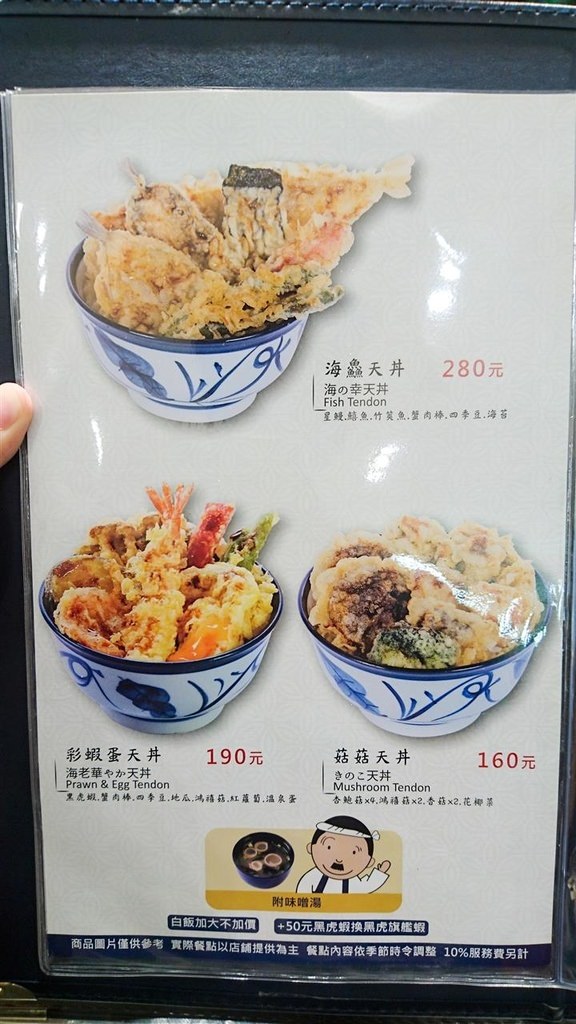 海鱻天丼 280元
海の幸天丼
Fish Tendon
星鰻.鱚魚.竹筴魚.蟹肉棒.四季豆.海苔
彩蝦蛋天丼 190元
海老華やか天丼
Prawn & Egg Tendon
黑虎蝦.蟹肉棒.四季豆.地瓜.鴻禧菇.紅蘿蔔.溫泉蛋
菇菇天丼 160元
きのこ天丼
Mushroom Tendon
杏鮑菇x4.鴻禧菇x2.香菇x2.花椰菜
附味噌湯
白飯加大不加價 +50元黑虎蝦換黑虎旗艦蝦
商品圖片僅供參考 實際餐點以店鋪提供為主 餐點內容依季節時令調整 10%服務費另計